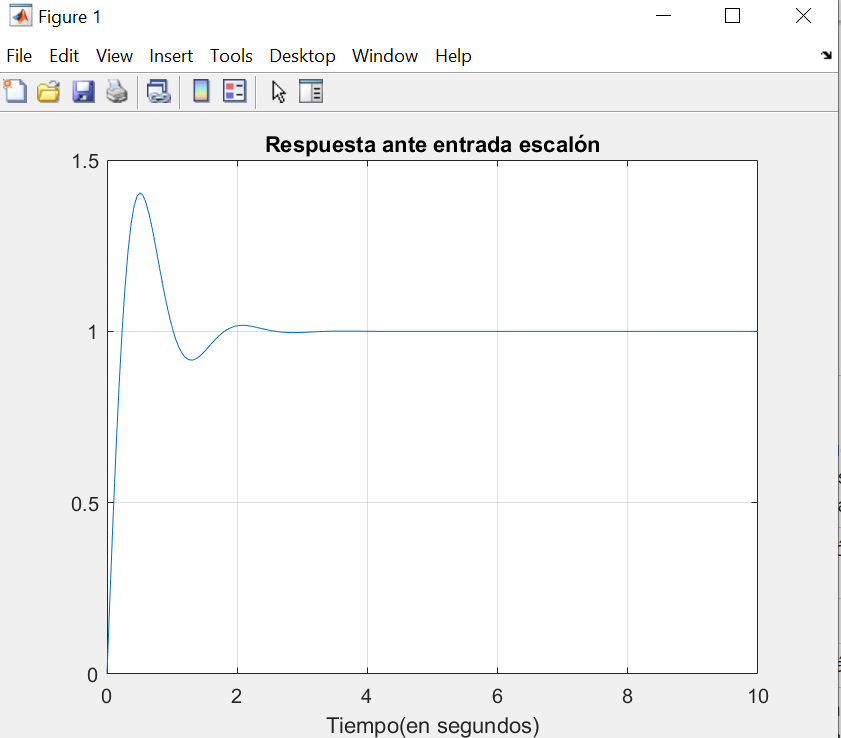 Figure 1
File Edit View Insert Tools Desktop Window Help
Respuesta ante entrada escalón
1.5
1
0.5
0
0 2 4 6 8 10
Tiempo(en segundos)